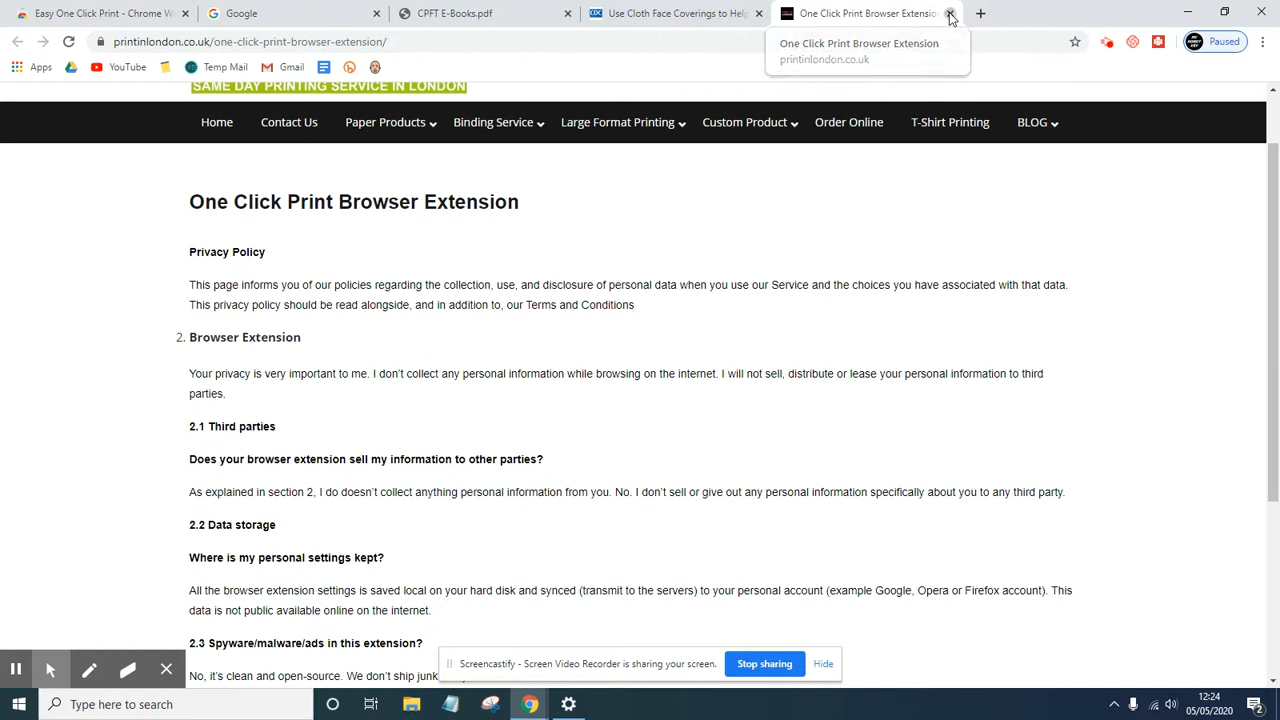 Easy One Click Print - Chrome W
Google
CPFT E-Books.pdf
Use Cloth Face Coverings to Help
One Click Print Browser Extension
printinlondon.co.uk/one-click-print-browser-extension/
Paused
One Click Print Browser Extension
printinlondon.co.uk
Apps
YouTube
Temp Mail
Gmail
SAME DAY PRINTING SERVICE IN LONDON
Home
Contact Us
Paper Products
Binding Service
Large Format Printing
Custom Product
Order Online
T-Shirt Printing
BLOG
One Click Print Browser Extension
Privacy Policy
This page informs you of our policies regarding the collection, use, and disclosure of personal data when you use our Service and the choices you have associated with that data.
This privacy policy should be read alongside, and in addition to, our Terms and Conditions
2. Browser Extension
Your privacy is very important to me. I don't collect any personal information while browsing on the internet. I will not sell, distribute or lease your personal information to third
parties.
2.1 Third parties
Does your browser extension sell my information to other parties?
As explained in section 2, I do doesn't collect anything personal information from you. No. I don't sell or give out any personal information specifically about you to any third party.
2.2 Data storage
Where is my personal settings kept?
All the browser extension settings is saved local on your hard disk and synced (transmit to the servers) to your personal account (example Google, Opera or Firefox account). This
data is not public available online on the internet.
2.3 Spyware/malware/ads in this extension?
No, it's clean and open-source. We don't ship junk
Screencastify - Screen Video Recorder is sharing your screen.
Stop sharing
Hide
Type here to search
12:24
05/05/2020
2